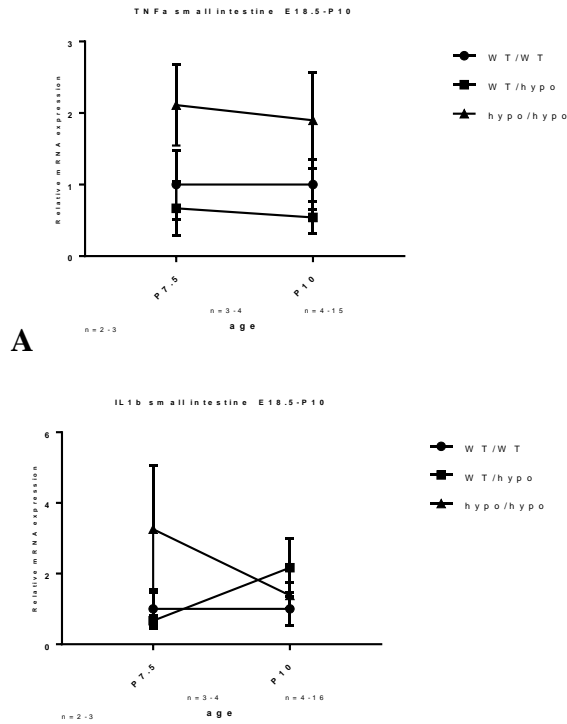 TNFa small intestine E18.5-P10
3
2
1
0
Relative mRNA expression
WT/WT
WT/hypo
hypo/hypo
P7.5
P10
n=3-4
n=4-15
age
n=2-3
A
IL1b small intestine E18.5-P10
6
4
2
0
Relative mRNA expression
WT/WT
WT/hypo
hypo/hypo
P7.5
P10
n=3-4
n=4-16
age
n=2-3